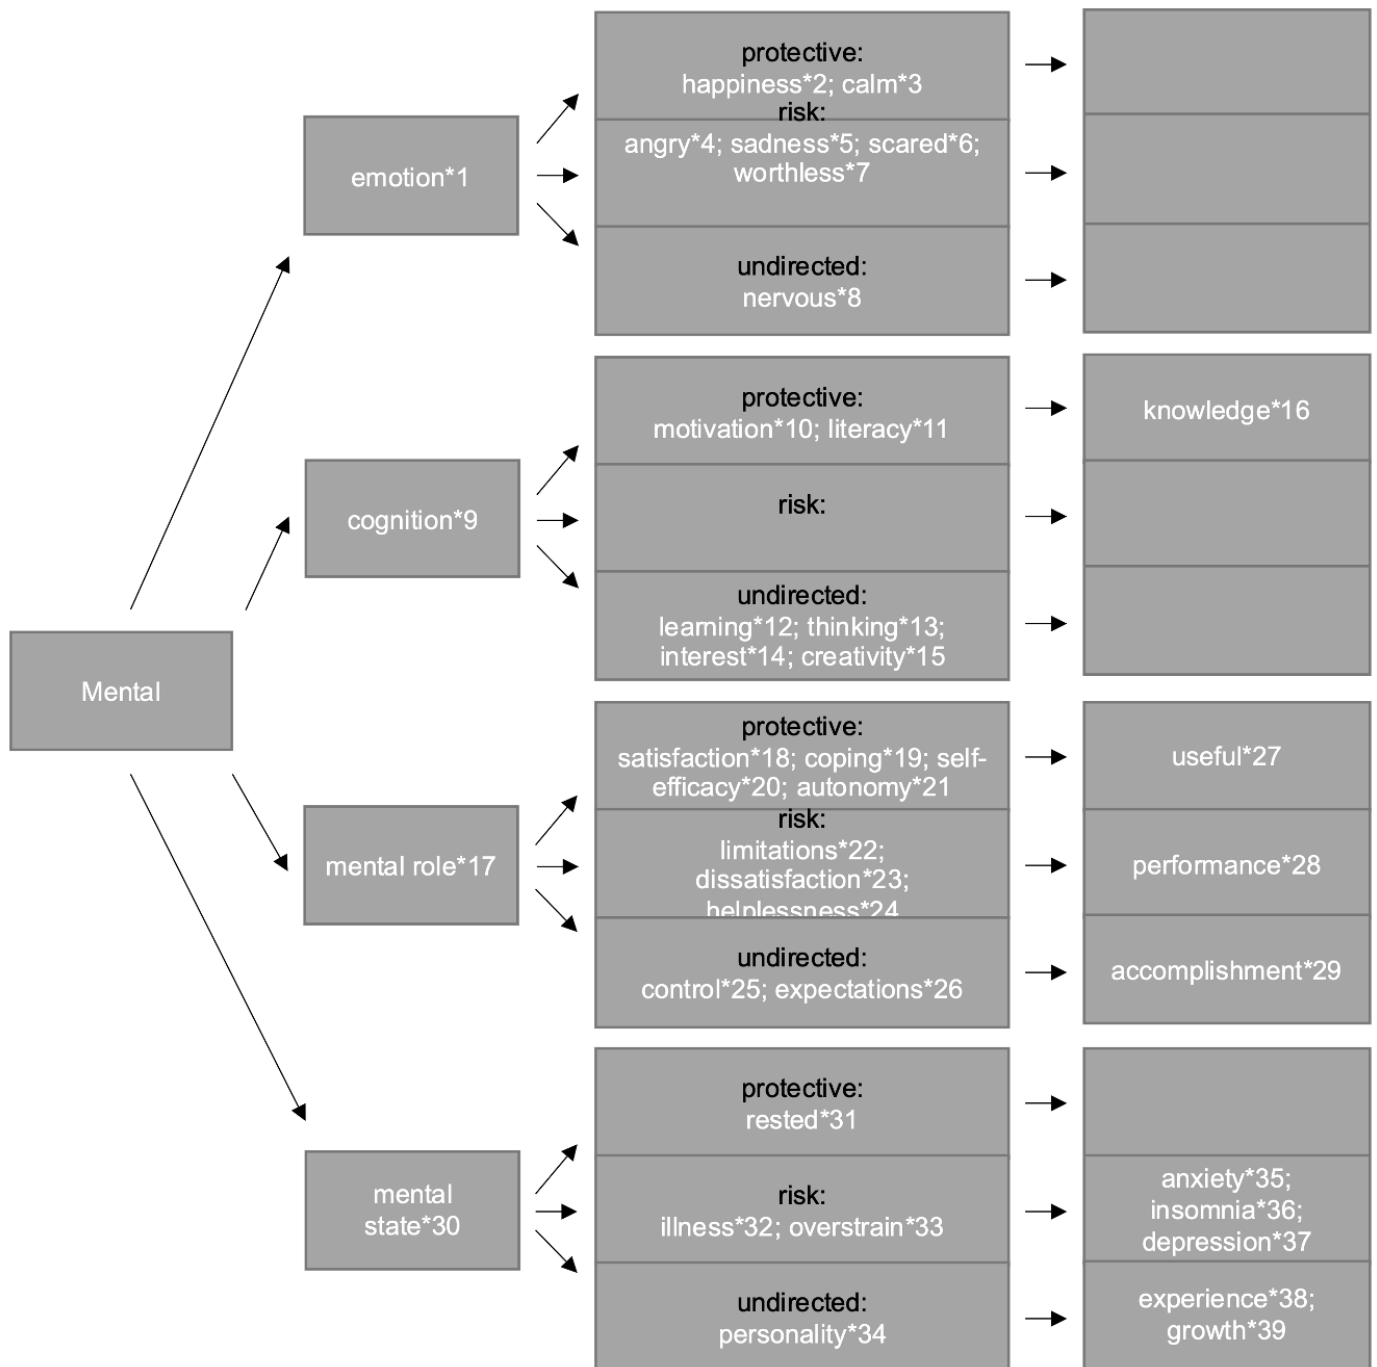 Mental
emotion*1
protective:
happiness*2; calm*3
risk:
angry*4; sadness*5; scared*6;
worthless*7
undirected:
nervous*8
cognition*9
protective:
motivation*10; literacy*11
knowledge*16
risk:
undirected:
learning*12; thinking*13;
interest*14; creativity*15
mental role*17
protective:
satisfaction*18; coping*19; self-
efficacy*20; autonomy*21
useful*27
risk:
limitations*22;
dissatisfaction*23;
helplessness*24
performance*28
undirected:
control*25; expectations*26
accomplishment*29
mental
state*30
protective:
rested*31
risk:
illness*32; overstrain*33
anxiety*35;
insomnia*36;
depression*37
undirected:
personality*34
experience*38;
growth*39